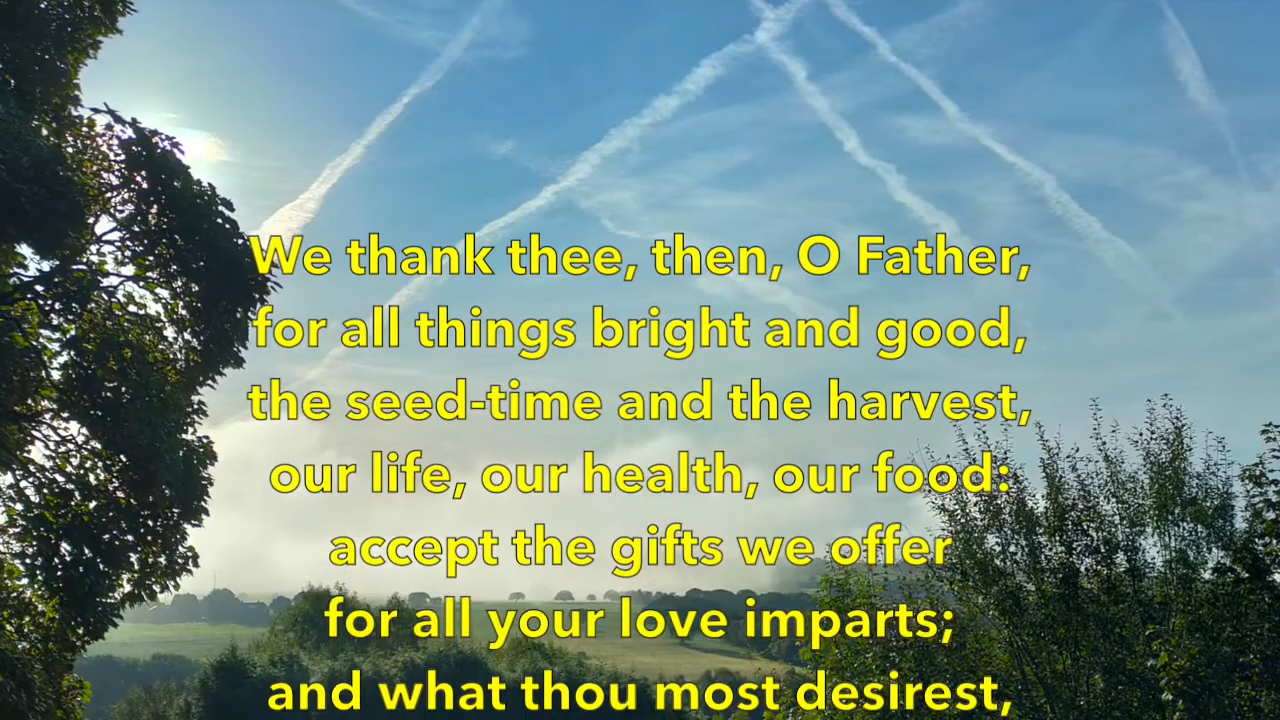 We thank thee, then, O Father,
for all things bright and good,
the seed-time and the harvest,
our life, our health, our food:
accept the gifts we offer
for all your love imparts;
and what thou most desirest,